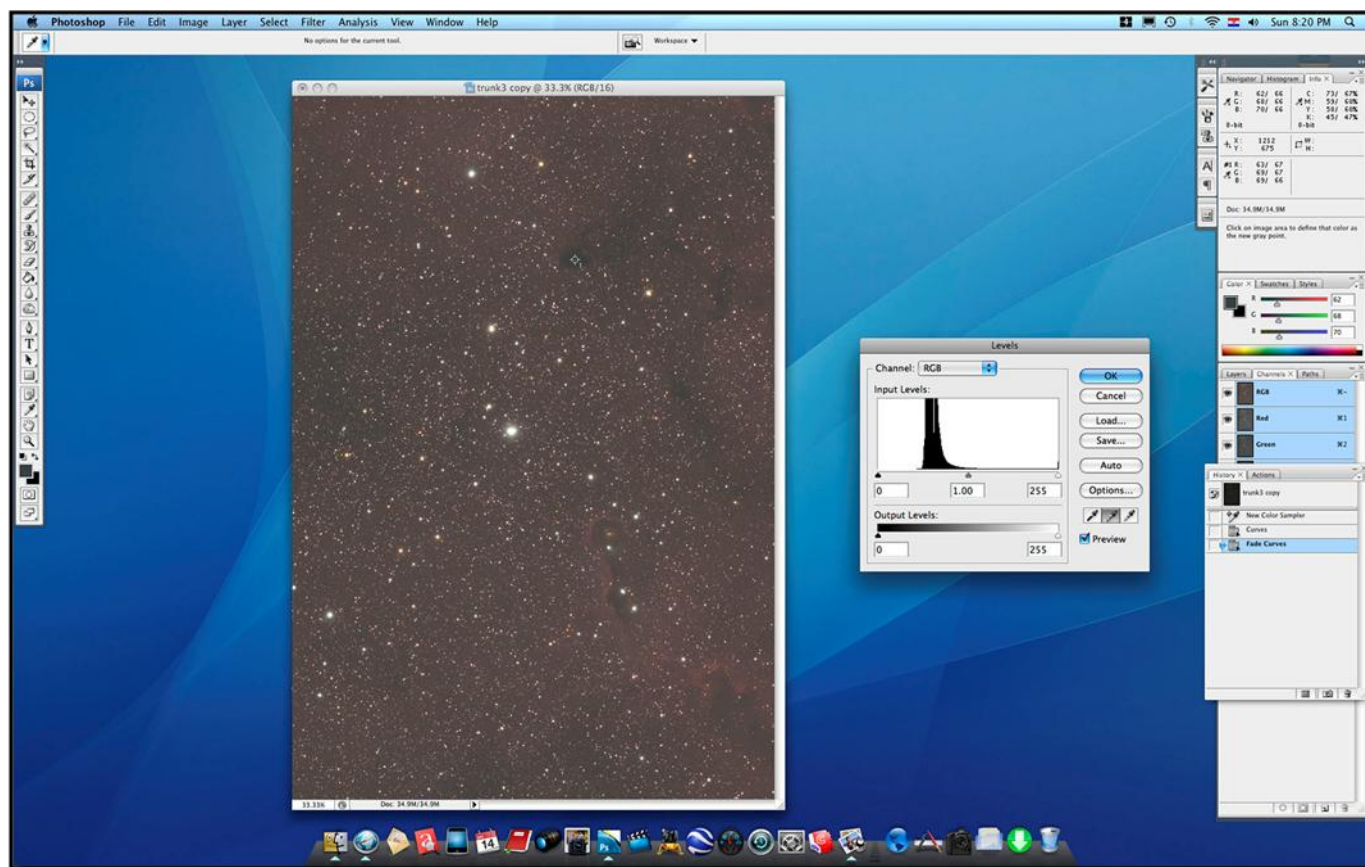 Photoshop File Edit Image Layer Select Filter Analysis View Window Help
Sun 8:20 PM
No options for the current tool.
Workspace
Ps
trunk3 copy @ 33.3% (RGB/16)
33.33%
Doc: 34.9M/34.9M
Levels
Channel: RGB
OK
Input Levels:
Cancel
Load...
Save...
Auto
0 1.00 255
Options...
Output Levels:
Preview
0 255
Navigator Histogram Info ×
R: 62/ 66 C: 73/ 67%
G: 68/ 66 M: 59/ 60%
B: 70/ 66 Y: 58/ 60%
K: 45/ 47%
8-bit 8-bit
X: 1212 W:
Y: 675 H:
#1 R: 63/ 67
G: 69/ 67
B: 69/ 66
Doc: 34.9M/34.9M
Click on image area to define that color as
the new gray point.
Color × Swatches Styles
R 62
G 68
B 70
Layers Channels × Paths
RGB ⌘~
Red ⌘1
Green ⌘2
History × Actions
trunk3 copy
New Color Sampler
Curves
Fade Curves
14